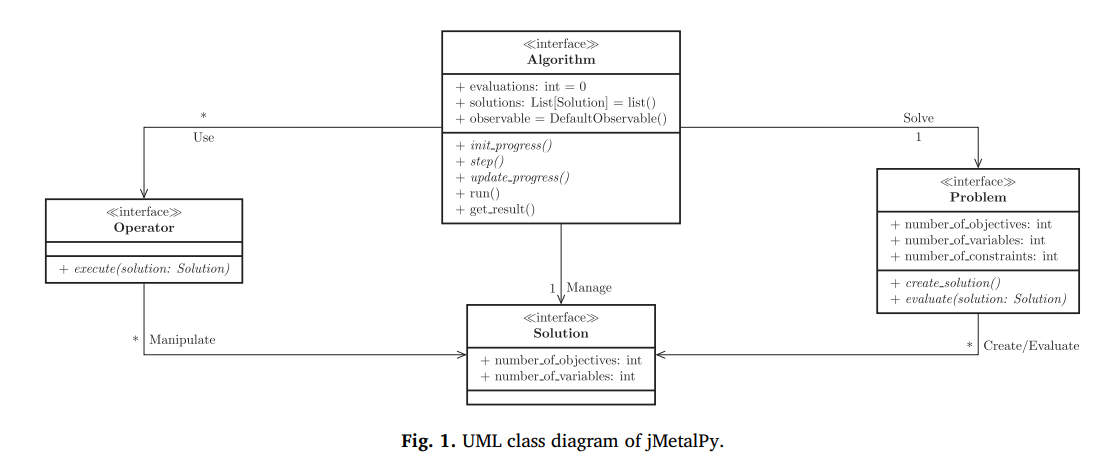 ≪interface≫
Algorithm
+ evaluations: int = 0
+ solutions: List[Solution] = list()
+ observable = DefaultObservable()
+ init_progress()
+ step()
+ update_progress()
+ run()
+ get_result()
*
Use
Solve
1
≪interface≫
Operator
+ execute(solution: Solution)
≪interface≫
Problem
+ number_of_objectives: int
+ number_of_variables: int
+ number_of_constraints: int
+ create_solution()
+ evaluate(solution: Solution)
1 Manage
* Manipulate
* Create/Evaluate
≪interface≫
Solution
+ number_of_objectives: int
+ number_of_variables: int
Fig. 1. UML class diagram of jMetalPy.